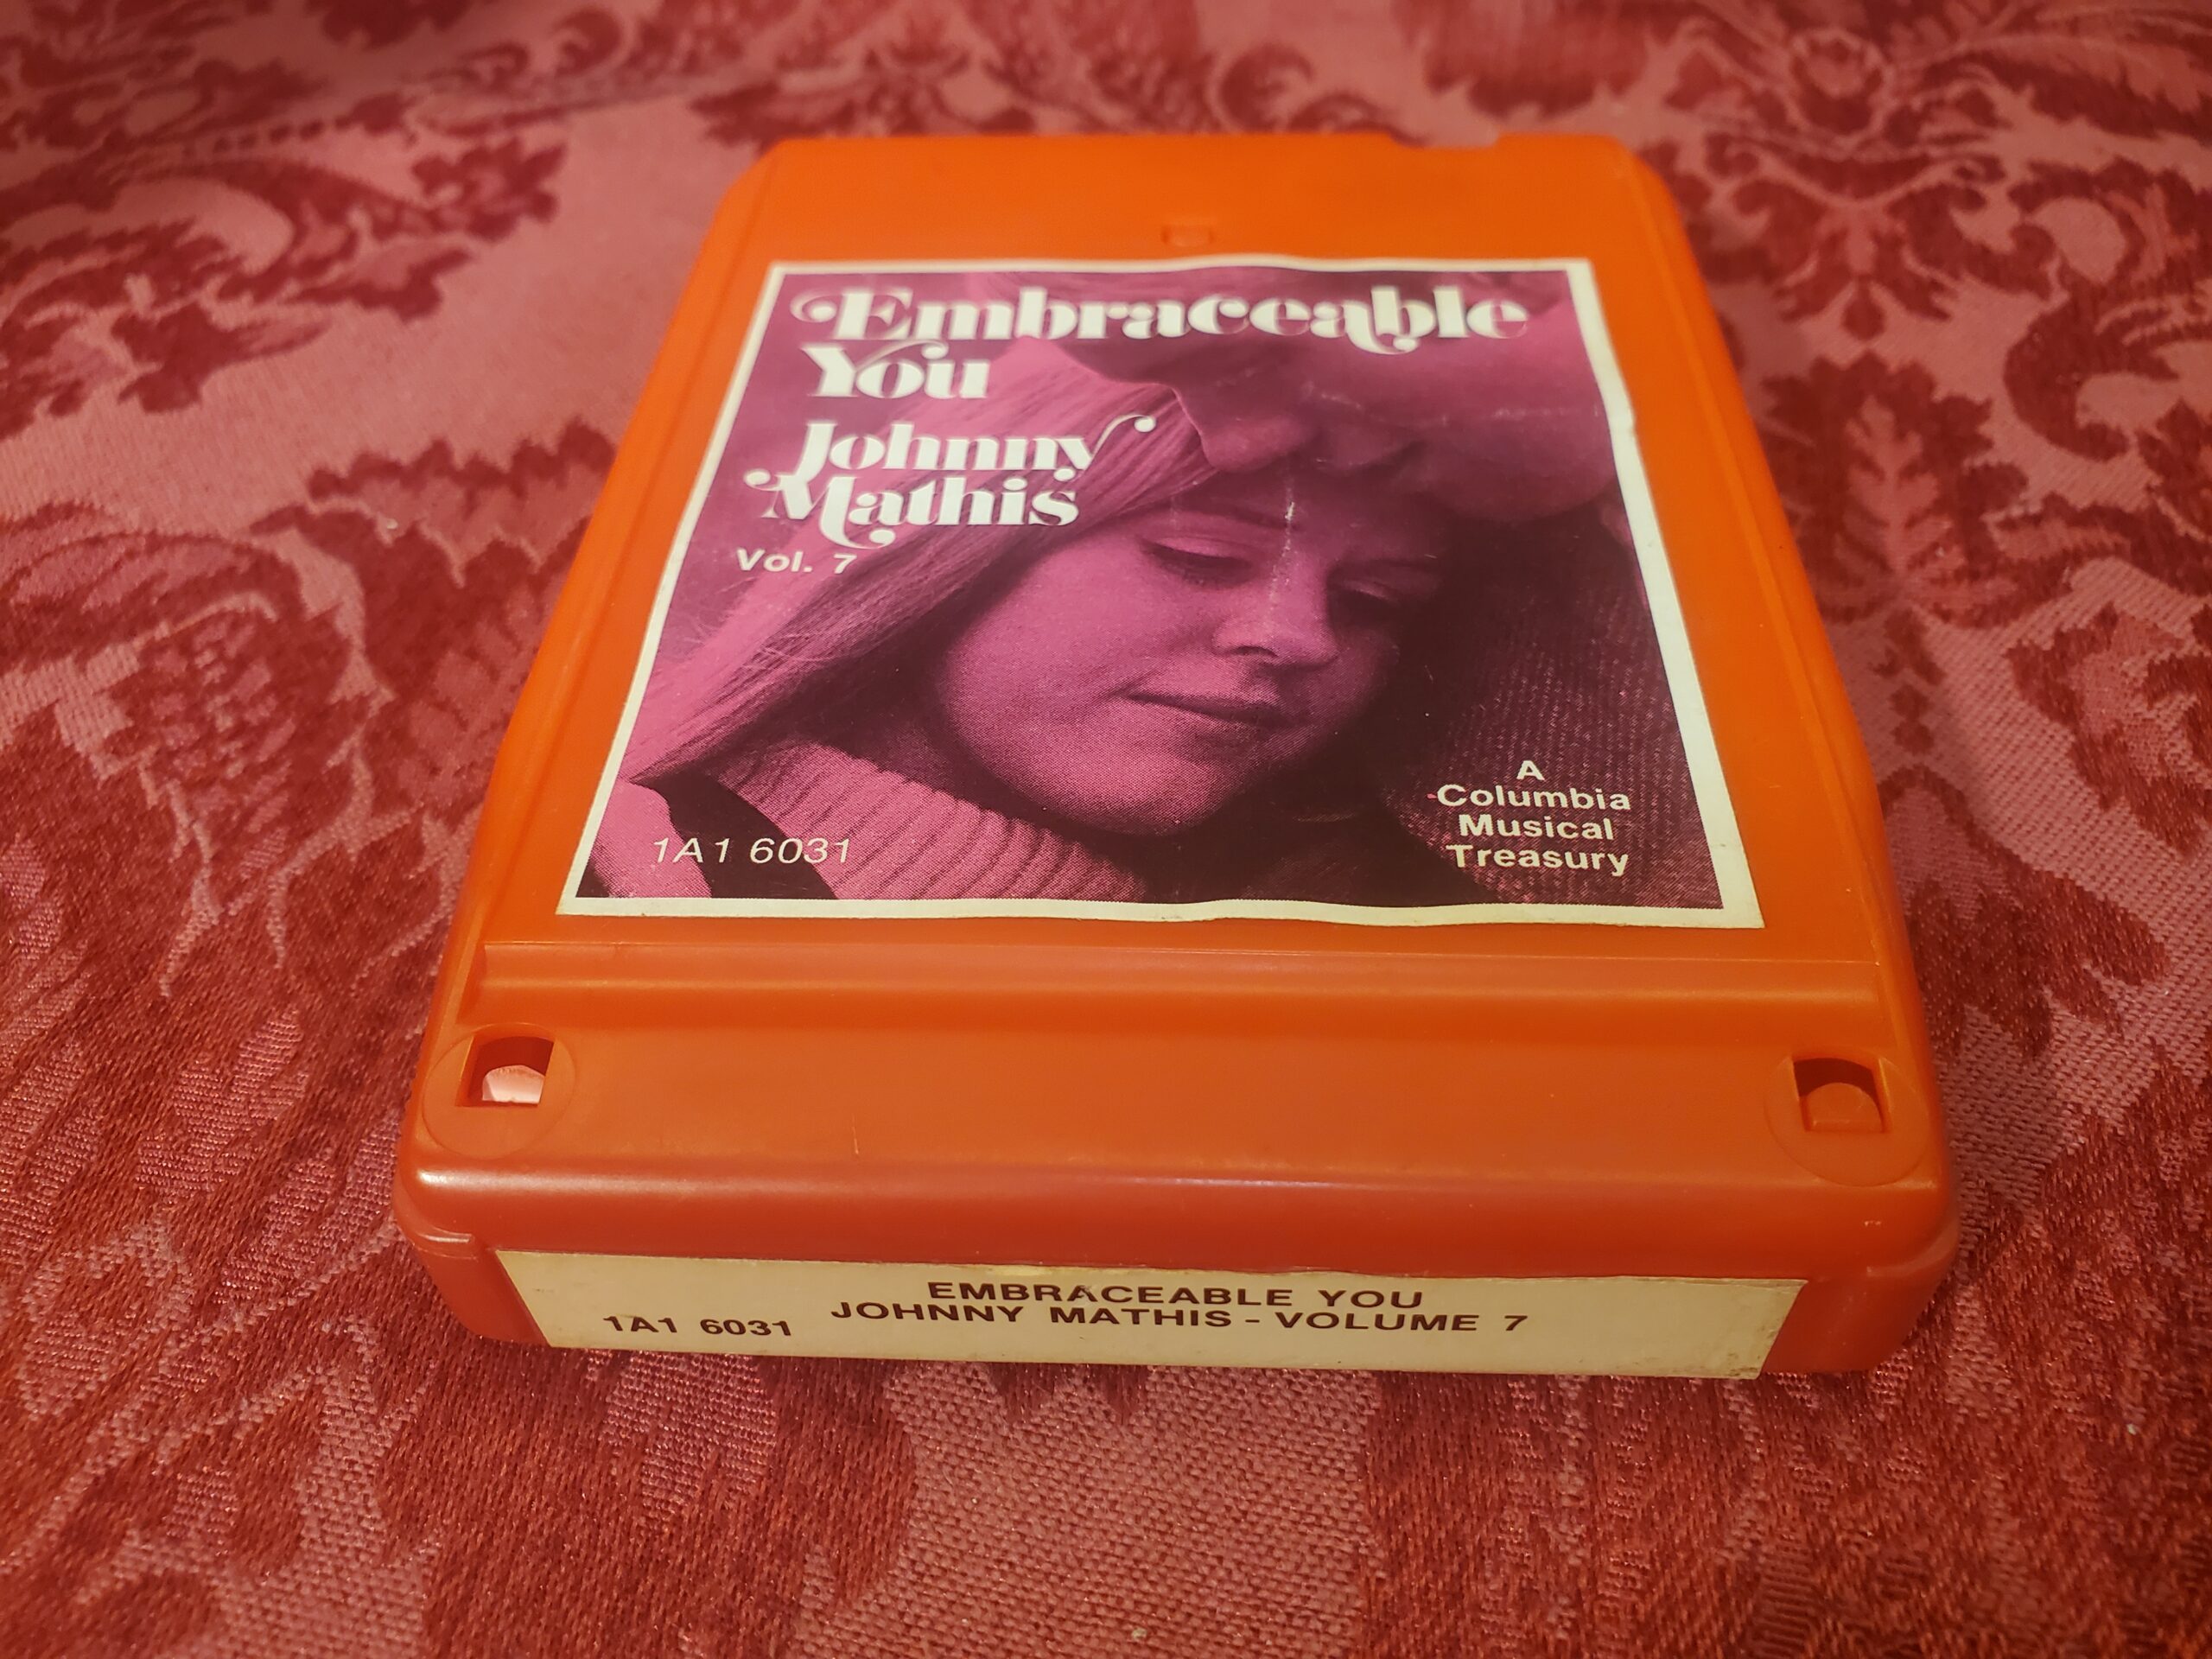 Embraceable
You
Johnny
Mathis
Vol. 7
A
Columbia
Musical
Treasury
1A1 6031
EMBRACEABLE YOU
1A1 6031 JOHNNY MATHIS - VOLUME 7